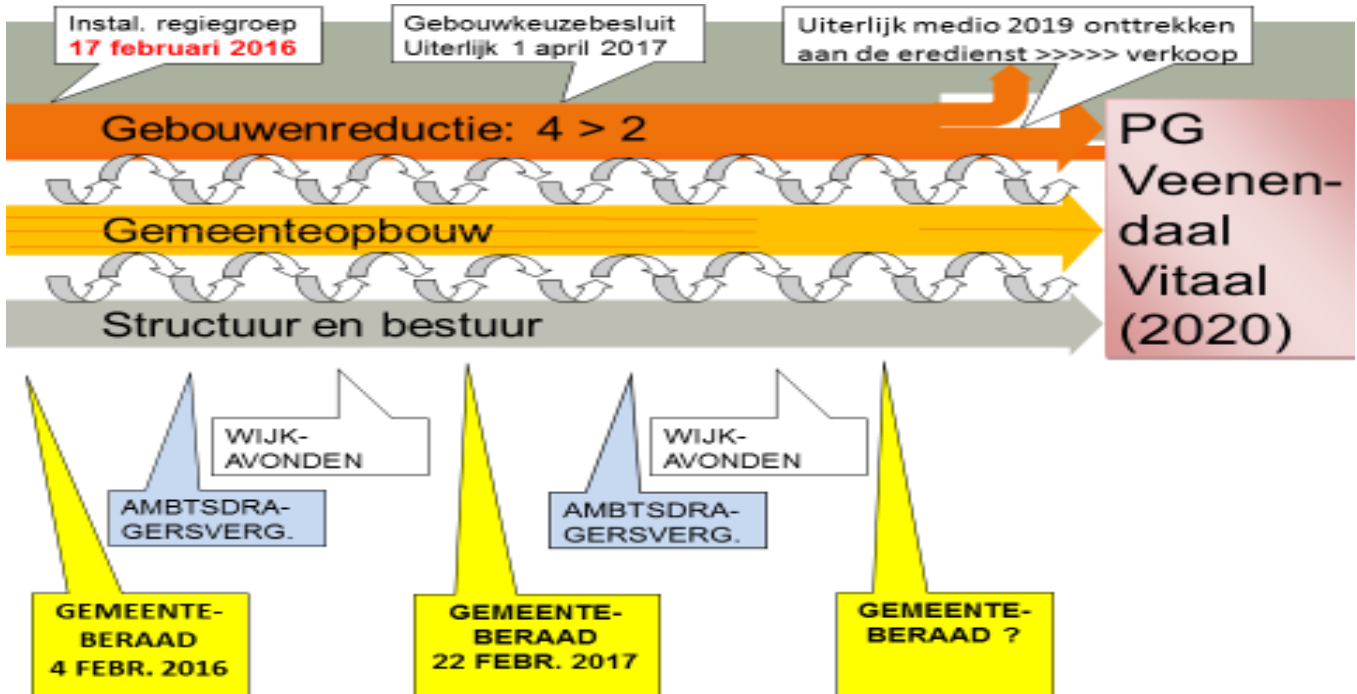 Instal. regiegroep
17 februari 2016
Gebouwkeuzebesluit
Uiterlijk 1 april 2017
Uiterlijk medio 2019 onttrekken
aan de eredienst >>>>> verkoop
Gebouwenreductie: 4 > 2
Gemeenteopbouw
Structuur en bestuur
PG
Veenen-
daal
Vitaal
(2020)
WIJK-
AVONDEN
WIJK-
AVONDEN
AMBTSDRA-
GERSVERG.
AMBTSDRA-
GERSVERG.
GEMEENTE-
BERAAD
4 FEBR. 2016
GEMEENTE-
BERAAD
22 FEBR. 2017
GEMEENTE-
BERAAD ?